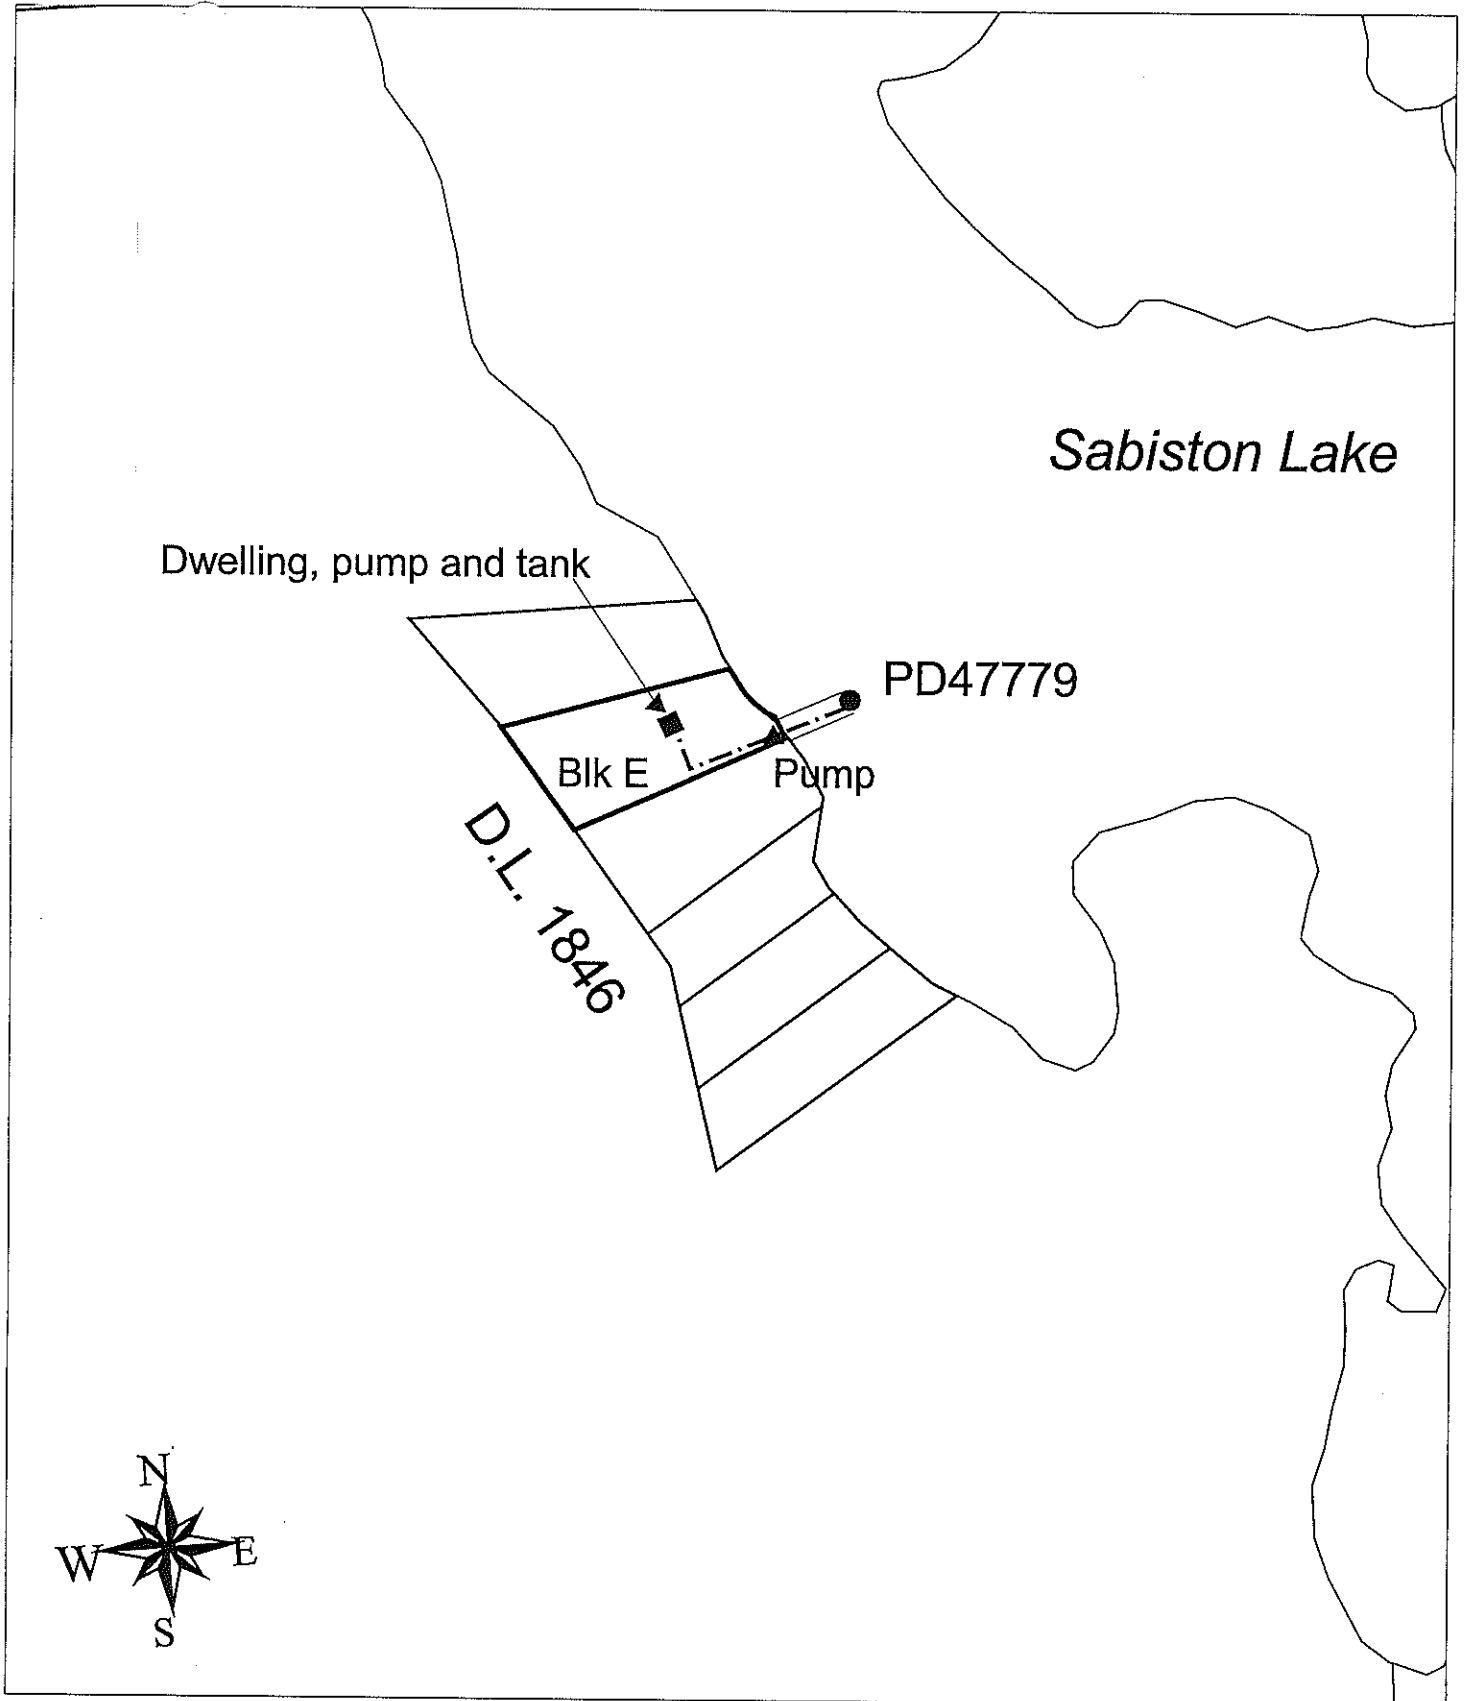 Sabiston Lake
Dwelling, pump and tank
PD47779
Blk E
Pump
D.L. 1846
N
W
E
S